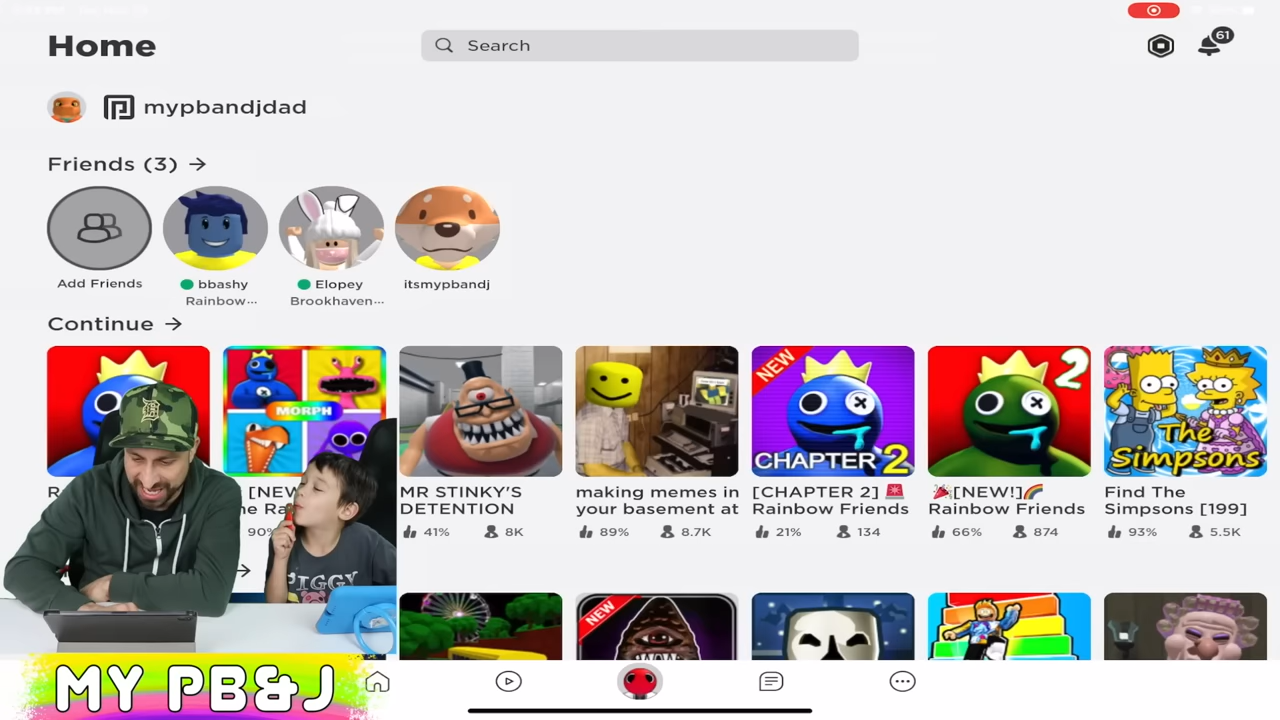 Home
Search
61
mypbandjdad
Friends (3) →
Add Friends
bbashy
Rainbow...
Elopey
Brookhaven...
itsmypbandj
Continue →
MORPH
NEW
CHAPTER 2
2
The
Simpsons
[NEW
MR STINKY'S
DETENTION
making memes in
your basement at
[CHAPTER 2] 🚨
Rainbow Friends
🎉[NEW!]🌈
Rainbow Friends
Find The
Simpsons [199]
90%
41%
8K
89%
8.7K
21%
134
66%
874
93%
5.5K
PIGGY
NEW
MY PB&J